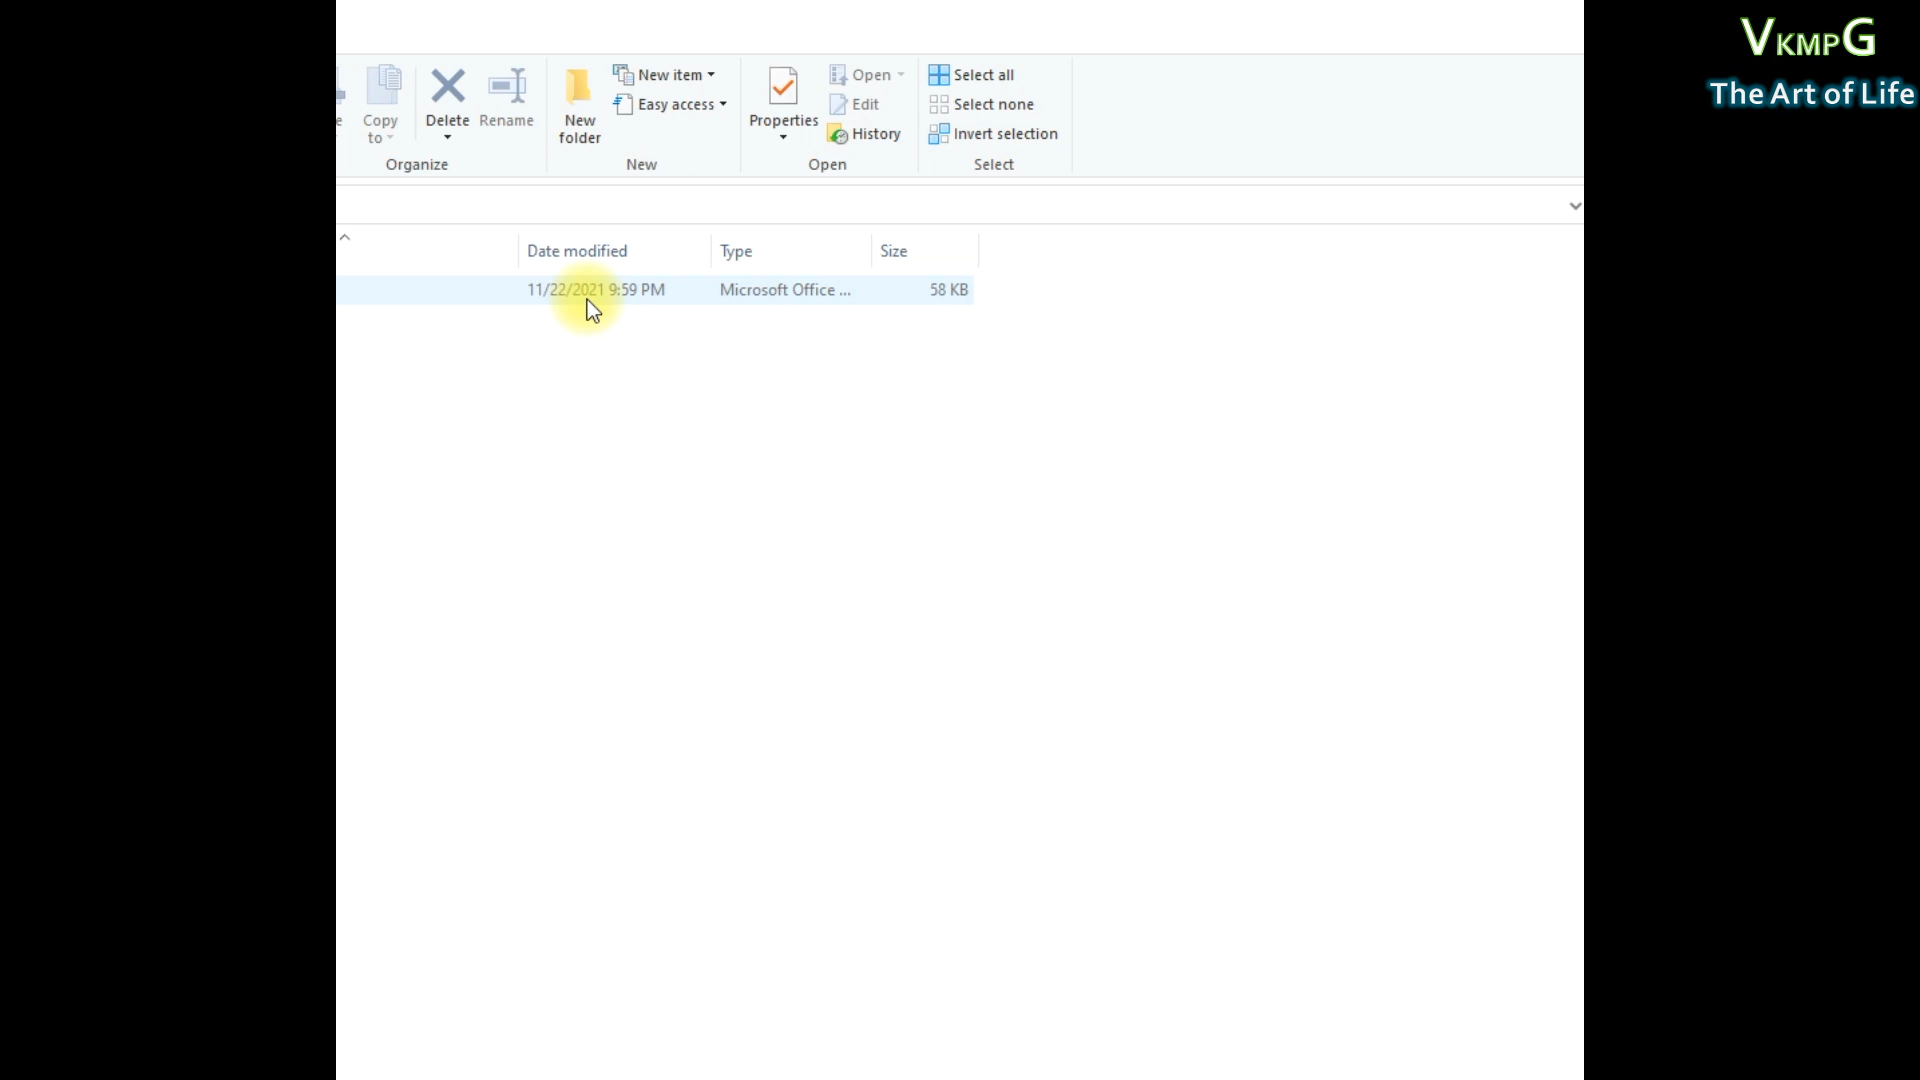 VKMPG
The Art of Life
Copy to
Delete
Rename
Organize
New folder
New item
Easy access
New
Properties
Open
Edit
History
Open
Select all
Select none
Invert selection
Select
Date modified Type Size
11/22/2021 9:59 PM Microsoft Office ... 58 KB